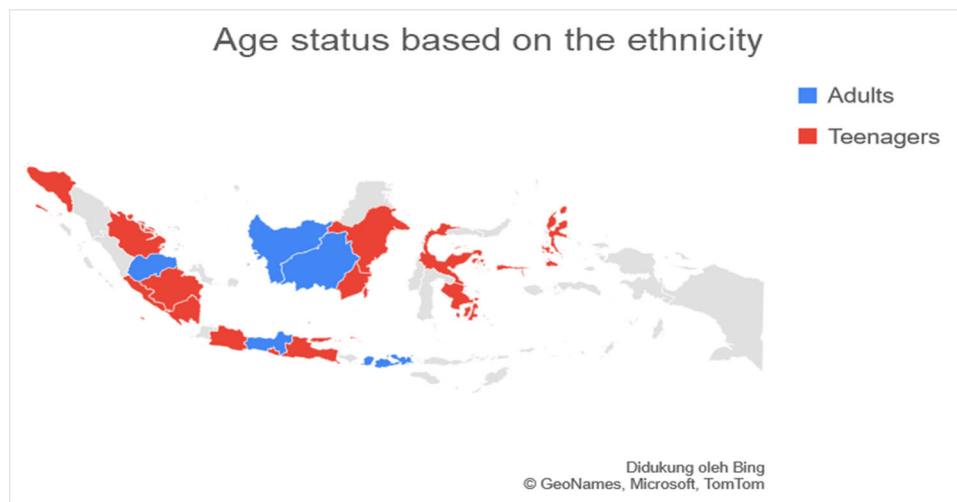 Age status based on the ethnicity
Adults
Teenagers
Didukung oleh Bing
© GeoNames, Microsoft, TomTom